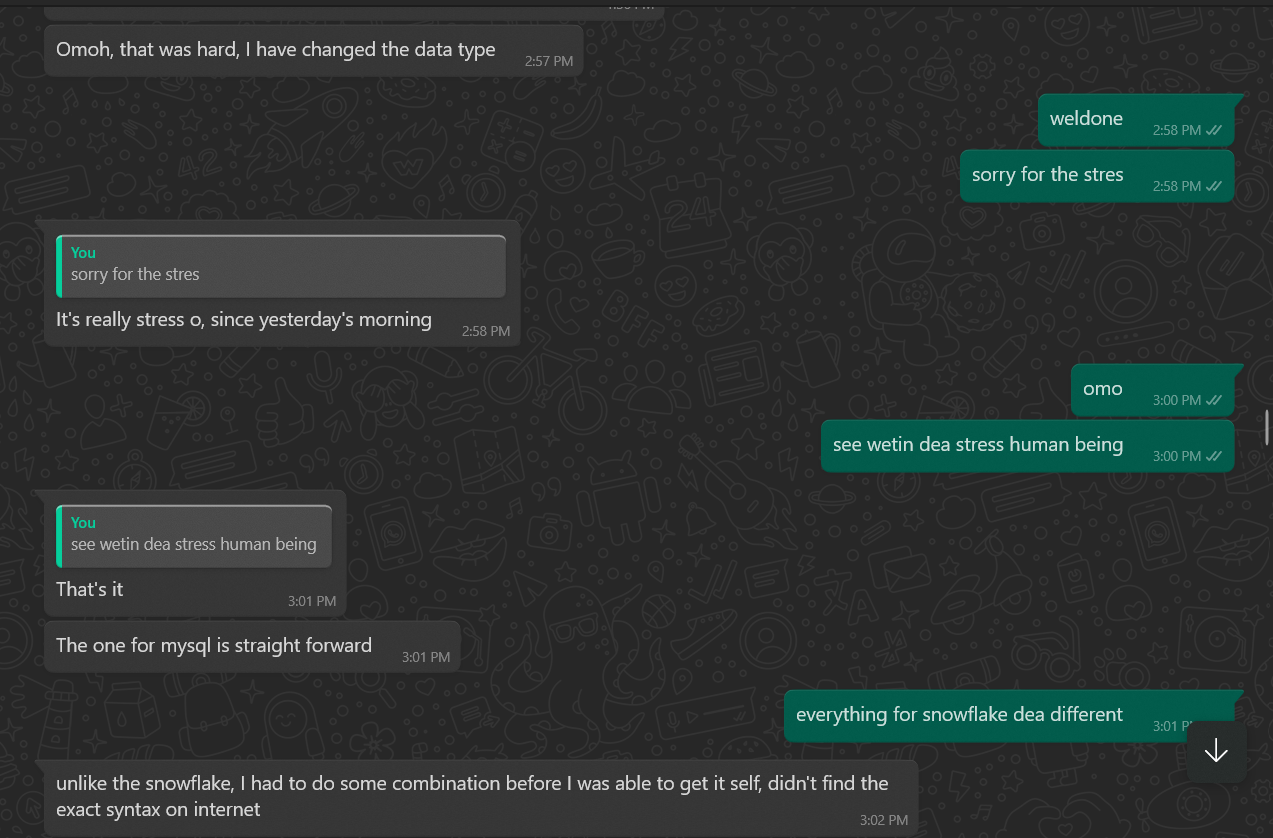 Omoh, that was hard, I have changed the data type
2:57 PM
weldone
2:58 PM
sorry for the stres
2:58 PM
You
sorry for the stres
It's really stress o, since yesterday's morning
2:58 PM
omo
3:00 PM
see wetin dea stress human being
3:00 PM
You
see wetin dea stress human being
That's it
3:01 PM
The one for mysql is straight forward
3:01 PM
everything for snowflake dea different
3:01
unlike the snowflake, I had to do some combination before I was able to get it self, didn't find the
exact syntax on internet
3:02 PM